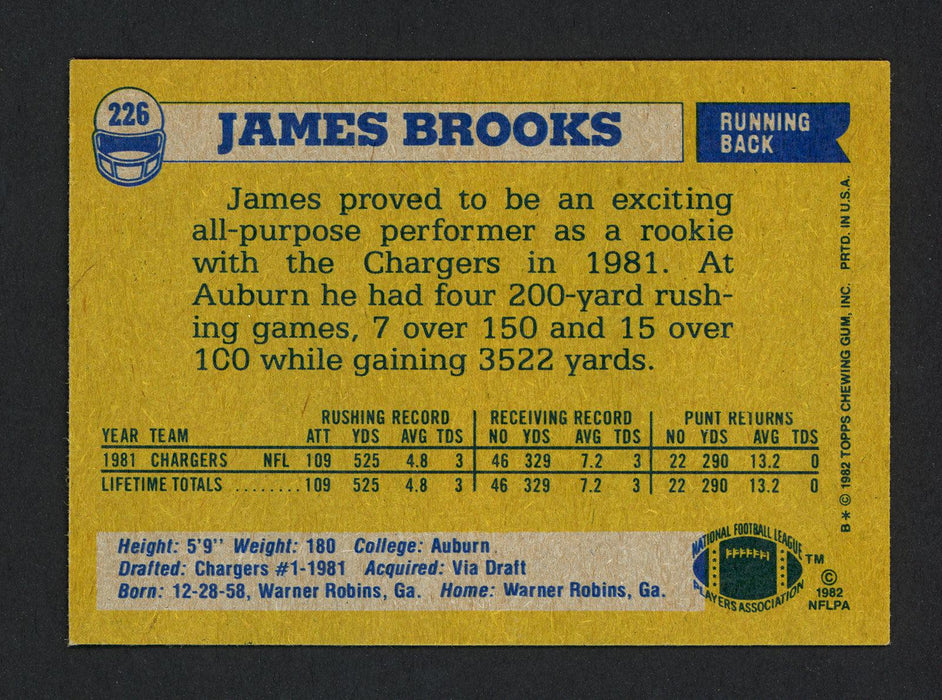 226
JAMES BROOKS
RUNNING
BACK
James proved to be an exciting
all-purpose performer as a rookie
with the Chargers in 1981. At
Auburn he had four 200-yard rush-
ing games, 7 over 150 and 15 over
100 while gaining 3522 yards.
RUSHING RECORD RECEIVING RECORD PUNT RETURNS
YEAR TEAM ATT YDS AVG TDS NO YDS AVG TDS NO YDS AVG TDS
1981 CHARGERS NFL 109 525 4.8 3 46 329 7.2 3 22 290 13.2 0
LIFETIME TOTALS ........109 525 4.8 3 46 329 7.2 3 22 290 13.2 0
Height: 5'9" Weight: 180 College: Auburn
Drafted: Chargers #1-1981 Acquired: Via Draft
Born: 12-28-58, Warner Robins, Ga. Home: Warner Robins, Ga.
NATIONAL FOOTBALL LEAGUE
PLAYERS ASSOCIATION
TM
©
1982
NFLPA
B* © 1982 TOPPS CHEWING GUM, INC. PRTD. IN U.S.A.